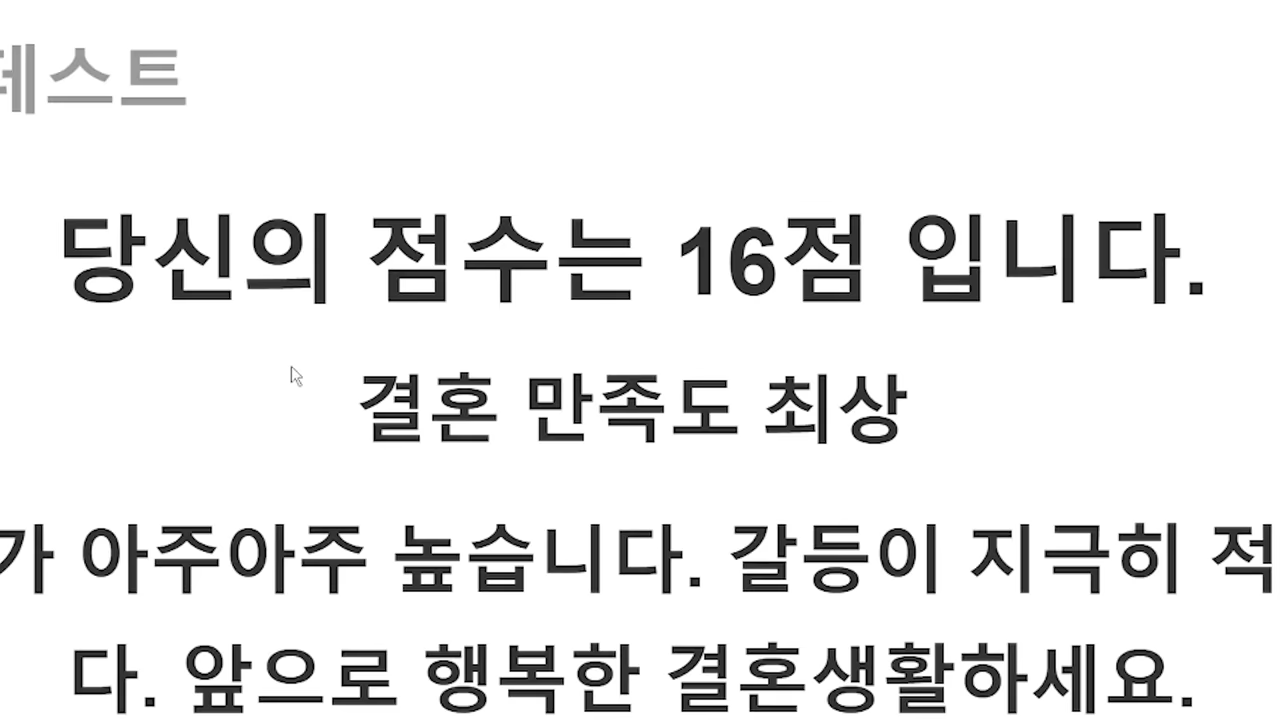 테스트
당신의 점수는 16점 입니다.
결혼 만족도 최상
가 아주아주 높습니다. 갈등이 지극히 적
다. 앞으로 행복한 결혼생활하세요.